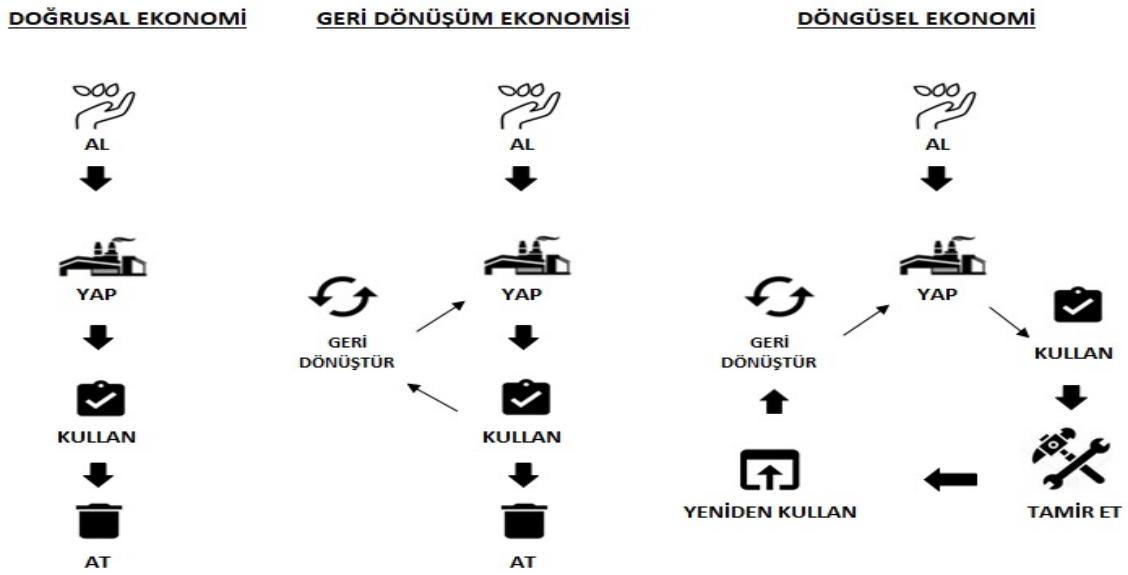 DOĞRUSAL EKONOMİ
AL
YAP
KULLAN
AT
GERİ DÖNÜŞÜM EKONOMİSİ
AL
YAP
GERİ
DÖNÜŞTÜR
KULLAN
AT
DÖNGÜSEL EKONOMİ
AL
YAP
KULLAN
TAMİR ET
YENİDEN KULLAN
GERİ
DÖNÜŞTÜR